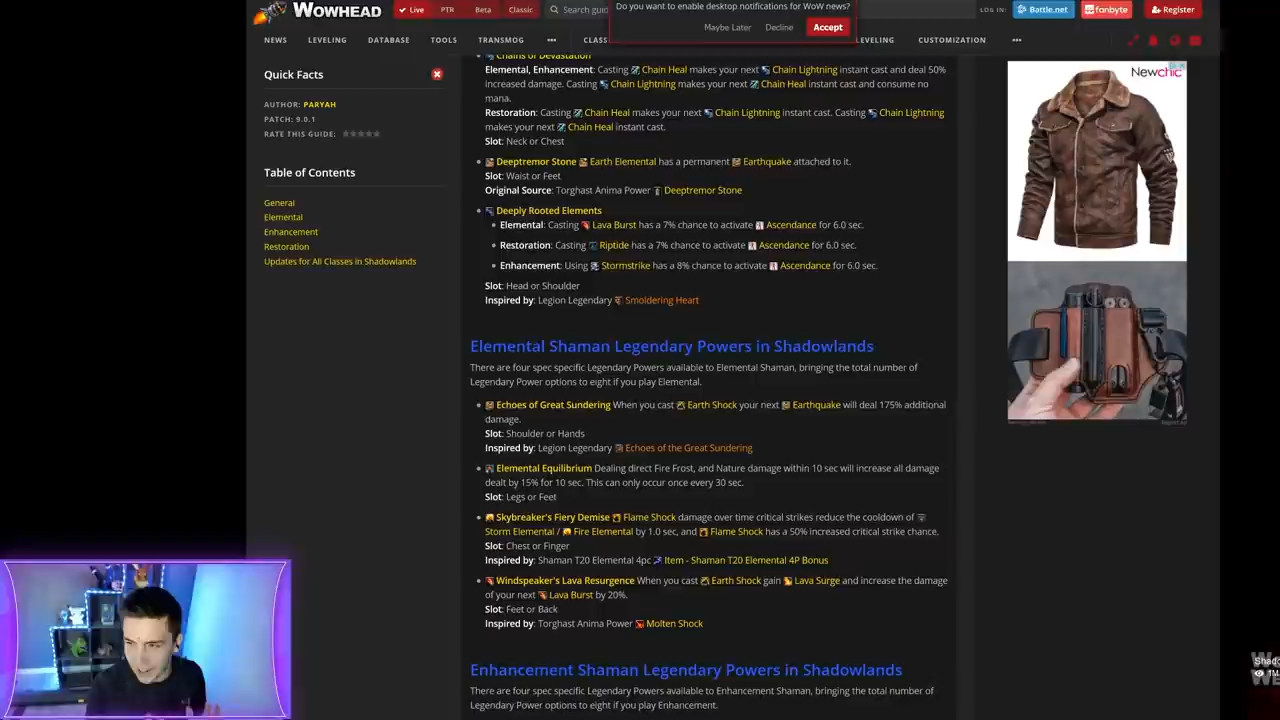 Do you want to enable desktop notifications for WoW news?
Maybe Later Decline Accept
WOWHEAD Live PTR Beta Classic Search guid LOG IN: Battle.net fanbyte Register
NEWS LEVELING DATABASE TOOLS TRANSMOG ••• CLASS LEVELING CUSTOMIZATION •••
Quick Facts
AUTHOR: PARYAH
PATCH: 9.0.1
RATE THIS GUIDE:
Table of Contents
General
Elemental
Enhancement
Restoration
Updates for All Classes in Shadowlands
Chains of Devastation
Elemental, Enhancement: Casting Chain Heal makes your next Chain Lightning instant cast and deal 50%
increased damage. Casting Chain Lightning makes your next Chain Heal instant cast and consume no
mana.
Restoration: Casting Chain Heal makes your next Chain Lightning instant cast. Casting Chain Lightning
makes your next Chain Heal instant cast.
Slot: Neck or Chest
Deeptremor Stone Earth Elemental has a permanent Earthquake attached to it.
Slot: Waist or Feet
Original Source: Torghast Anima Power Deeptremor Stone
Deeply Rooted Elements
Elemental: Casting Lava Burst has a 7% chance to activate Ascendance for 6.0 sec.
Restoration: Casting Riptide has a 7% chance to activate Ascendance for 6.0 sec.
Enhancement: Using Stormstrike has a 8% chance to activate Ascendance for 6.0 sec.
Slot: Head or Shoulder
Inspired by: Legion Legendary Smoldering Heart
Elemental Shaman Legendary Powers in Shadowlands
There are four spec specific Legendary Powers available to Elemental Shaman, bringing the total number of
Legendary Power options to eight if you play Elemental.
Echoes of Great Sundering When you cast Earth Shock your next Earthquake will deal 175% additional
damage.
Slot: Shoulder or Hands
Inspired by: Legion Legendary Echoes of the Great Sundering
Elemental Equilibrium Dealing direct Fire Frost, and Nature damage within 10 sec will increase all damage
dealt by 15% for 10 sec. This can only occur once every 30 sec.
Slot: Legs or Feet
Skybreaker's Fiery Demise Flame Shock damage over time critical strikes reduce the cooldown of
Storm Elemental / Fire Elemental by 1.0 sec, and Flame Shock has a 50% increased critical strike chance.
Slot: Chest or Finger
Inspired by: Shaman T20 Elemental 4pc Item - Shaman T20 Elemental 4P Bonus
Windspeaker's Lava Resurgence When you cast Earth Shock gain Lava Surge and increase the damage
of your next Lava Burst by 20%.
Slot: Feet or Back
Inspired by: Torghast Anima Power Molten Shock
Enhancement Shaman Legendary Powers in Shadowlands
There are four spec specific Legendary Powers available to Enhancement Shaman, bringing the total number of
Legendary Power options to eight if you play Enhancement.
Newchic
Report Ad
Shado